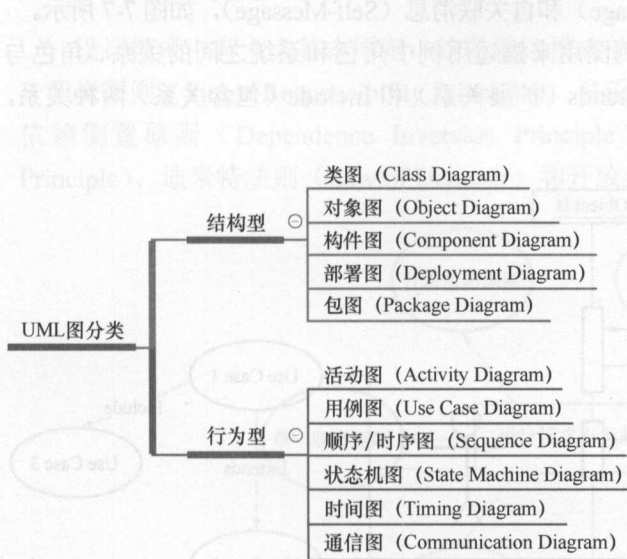 类图（Class Diagram）
对象图（Object Diagram）
结构型
构件图（Component Diagram）
部署图（Deployment Diagram）
包图（Package Diagram）
UML图分类
活动图（Activity Diagram）
用例图（Use Case Diagram）
行为型
顺序/时序图（Sequence Diagram）
状态机图（State Machine Diagram）
时间图（Timing Diagram）
通信图（Communication Diagram）